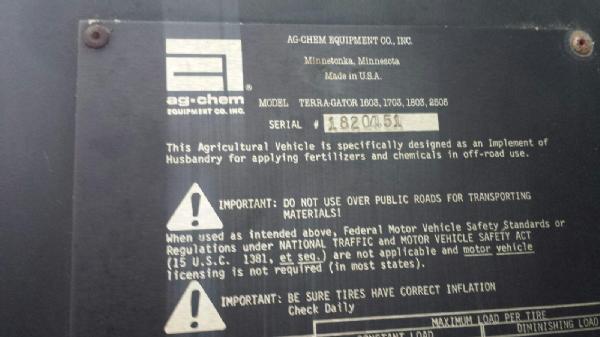 AG-CHEM EQUIPMENT CO., INC.
Minnetonka, Minnesota
Made in U.S.A.
ag-chem
EQUIPMENT CO. INC.
MODEL TERRA-GATOR 1603, 1703, 1803, 2505
SERIAL # 1820451
This Agricultural Vehicle is specifically designed as an Implement of
Husbandry for applying fertilizers and chemicals in off-road use.
IMPORTANT: DO NOT USE OVER PUBLIC ROADS FOR TRANSPORTING
MATERIALS!
When used as intended above, Federal Motor Vehicle Safety Standards or
Regulations under NATIONAL TRAFFIC and MOTOR VEHICLE SAFETY ACT
(15 U.S.C. 1381, et seq.) are not applicable and motor vehicle
licensing is not required (in most states).
IMPORTANT: BE SURE TIRES HAVE CORRECT INFLATION
Check Daily
MAXIMUM LOAD PER TIRE
CONSTANT LOAD DIMINISHING LOAD